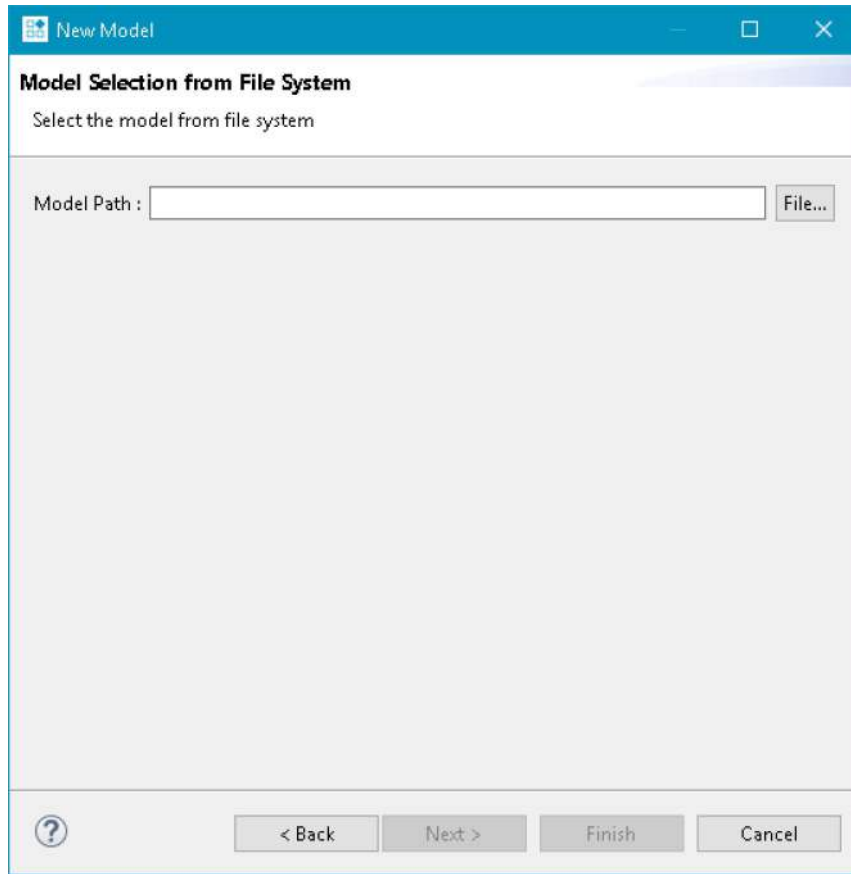 New Model
Model Selection from File System
Select the model from file system
Model Path :
File...
?
< Back
Next >
Finish
Cancel